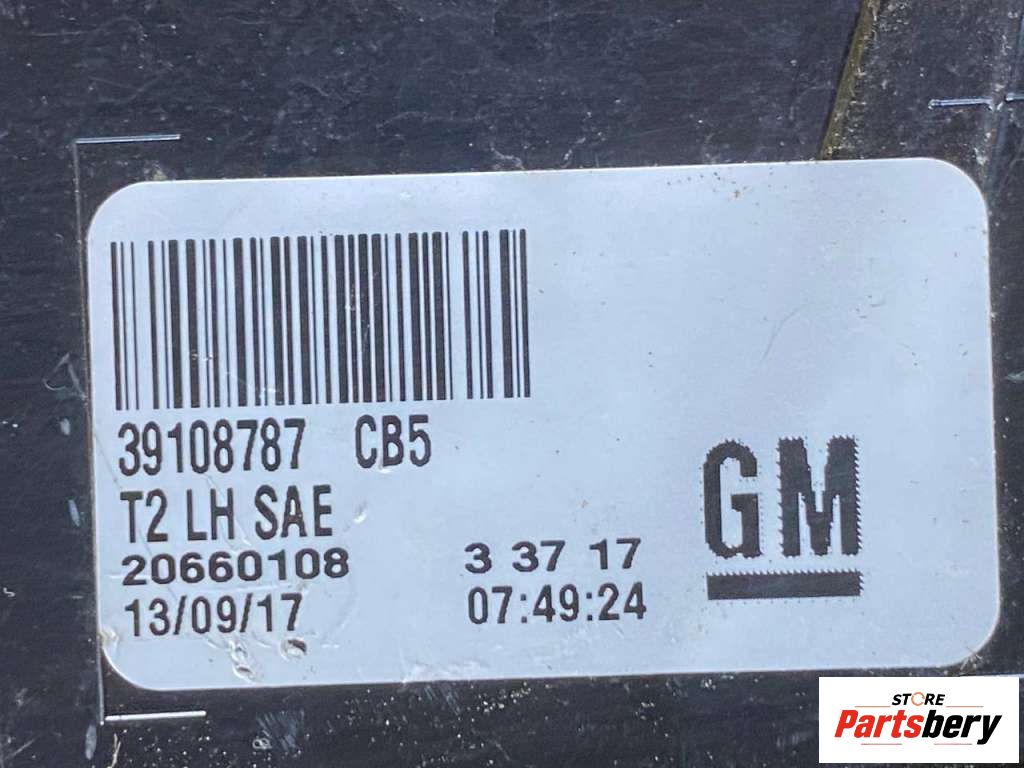 39108787 CB5
T2 LH SAE
20660108 3 37 17
13/09/17 07:49:24
GM
STORE
Partsbery